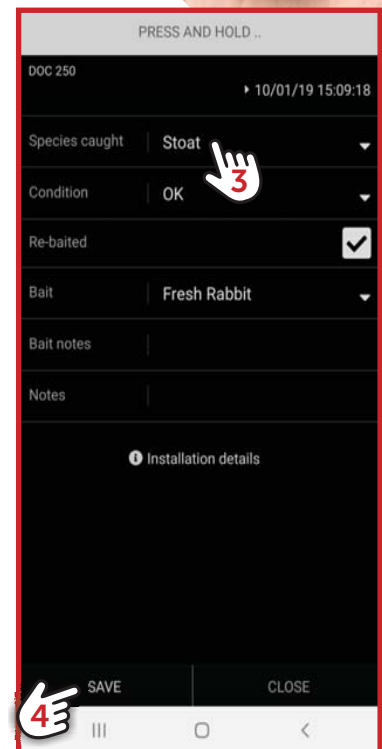 PRESS AND HOLD ..
DOC 250
10/01/19 15:09:18
Species caught Stoat
3
Condition OK
Re-baited
Bait Fresh Rabbit
Bait notes
Notes
Installation details
SAVE CLOSE
4